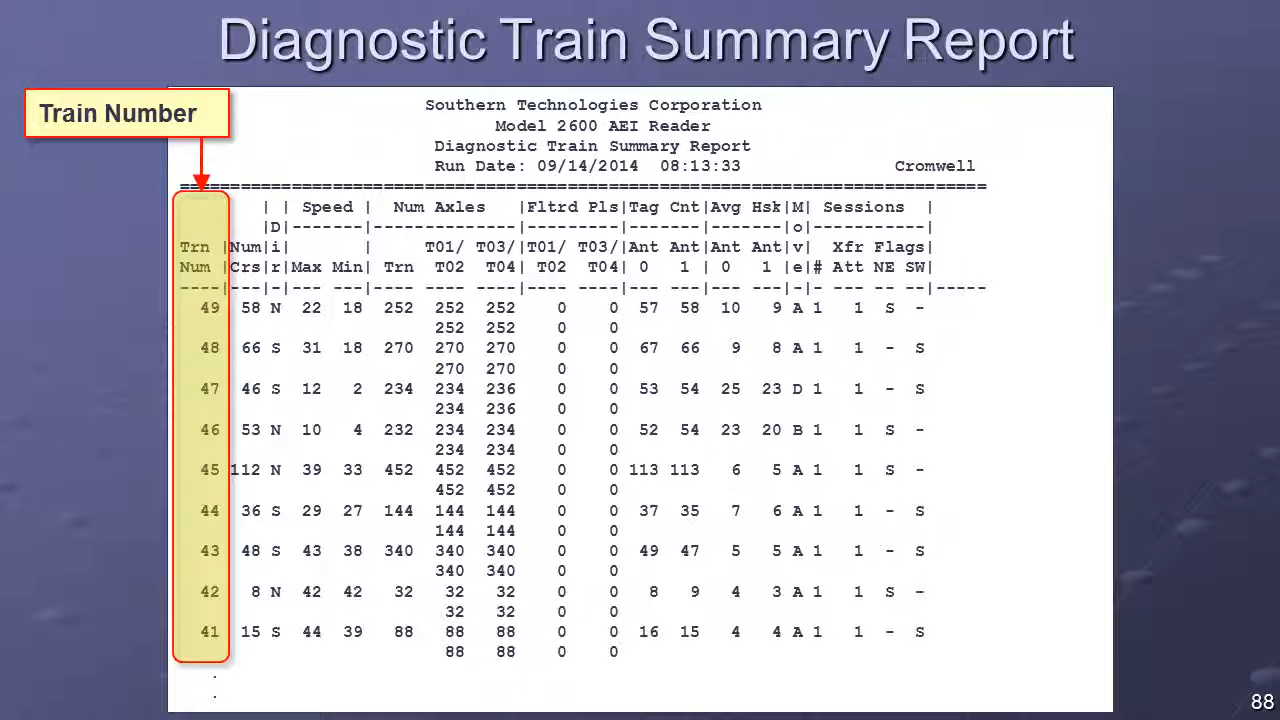 Diagnostic Train Summary Report
Train Number
Southern Technologies Corporation
Model 2600 AEI Reader
Diagnostic Train Summary Report
Run Date: 09/14/2014  08:13:33               Cromwell
===============================================================================
        | | Speed |  Num Axles   |Fltrd Pls|Tag Cnt|Avg Hsk|M| Sessions  |
        |D|-------|--------------|---------|-------|-------|o|-----------|
Trn |Num|i|       |     T01/ T03/|T01/ T03/|Ant Ant|Ant Ant|v|  Xfr Flags|
Num |Crs|r|Max Min| Trn T02  T04| T02  T04| 0   1 | 0   1 |e|# Att NE SW|
----|---|-|--- ---|---- ---- ----|---- ----|--- ---|--- ---|-|- --- -- --|-----
49  58 N  22  18  252  252  252    0    0  57  58  10   9 A 1   1  S  -
252  252    0    0
48  66 S  31  18  270  270  270    0    0  67  66   9   8 A 1   1  -  S
270  270    0    0
47  46 S  12   2  234  234  236    0    0  53  54  25  23 D 1   1  -  S
234  236    0    0
46  53 N  10   4  232  234  234    0    0  52  54  23  20 B 1   1  S  -
234  234    0    0
45 112 N  39  33  452  452  452    0    0 113 113   6   5 A 1   1  S  -
452  452    0    0
44  36 S  29  27  144  144  144    0    0  37  35   7   6 A 1   1  -  S
144  144    0    0
43  48 S  43  38  340  340  340    0    0  49  47   5   5 A 1   1  -  S
340  340    0    0
42   8 N  42  42   32   32   32    0    0   8   9   4   3 A 1   1  S  -
32   32    0    0
41  15 S  44  39   88   88   88    0    0  16  15   4   4 A 1   1  -  S
88   88    0    0
.
.
88